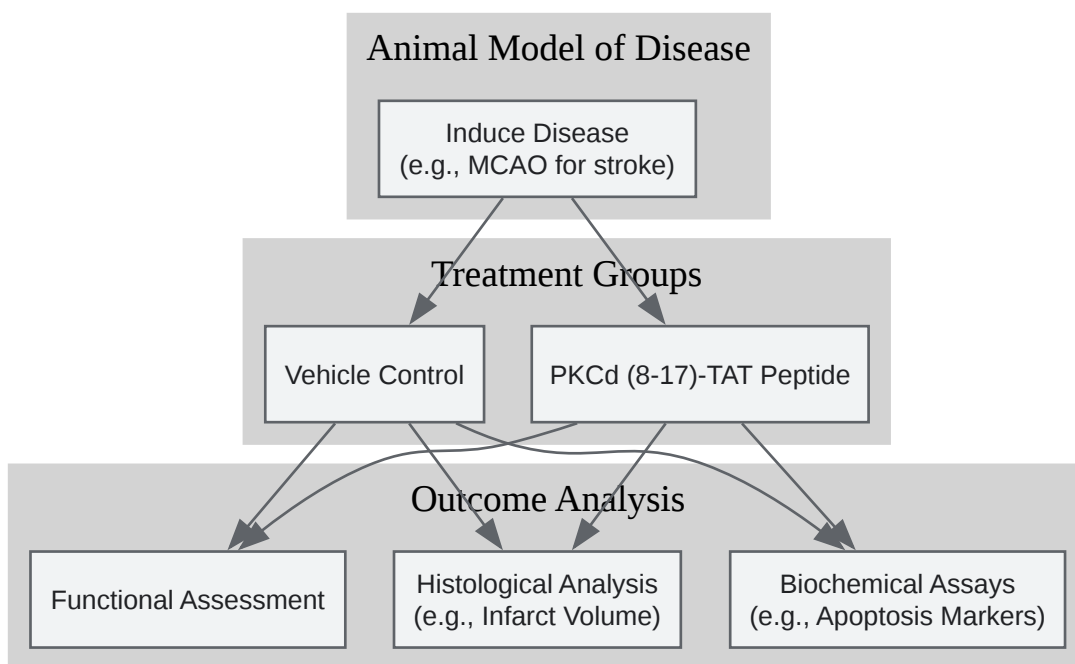 Animal Model of Disease
Induce Disease
(e.g., MCAO for stroke)
Treatment Groups
Vehicle Control
PKCd (8-17)-TAT Peptide
Outcome Analysis
Functional Assessment
Histological Analysis
(e.g., Infarct Volume)
Biochemical Assays
(e.g., Apoptosis Markers)